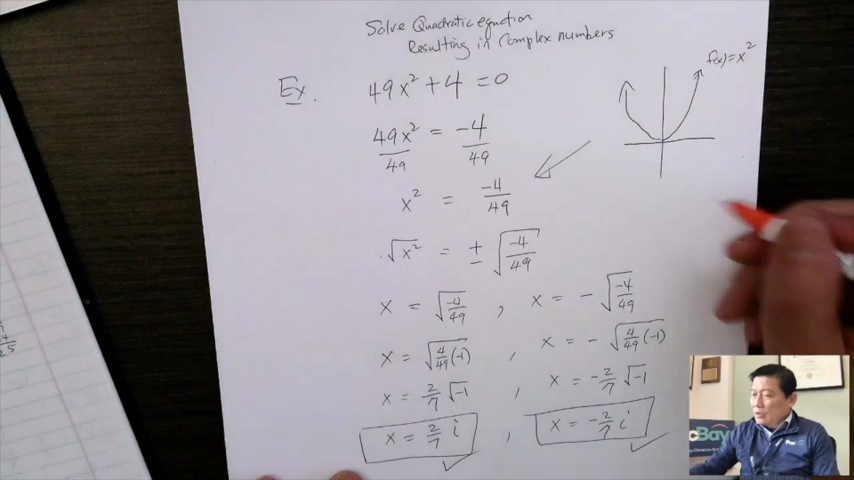 Solve Quadratic equation
Resulting in Complex numbers
f(x)=x²
Ex. 49x² + 4 = 0
49x²/49 = -4/49
x² = -4/49
√x² = ± √(-4/49)
x = √(-4/49) , x = - √(-4/49)
x = √(4/49 (-1)) , x = - √(4/49 (-1))
x = 2/7 √-1 , x = - 2/7 √-1
x = 2/7 i , x = - 2/7 i
Bay
Christian